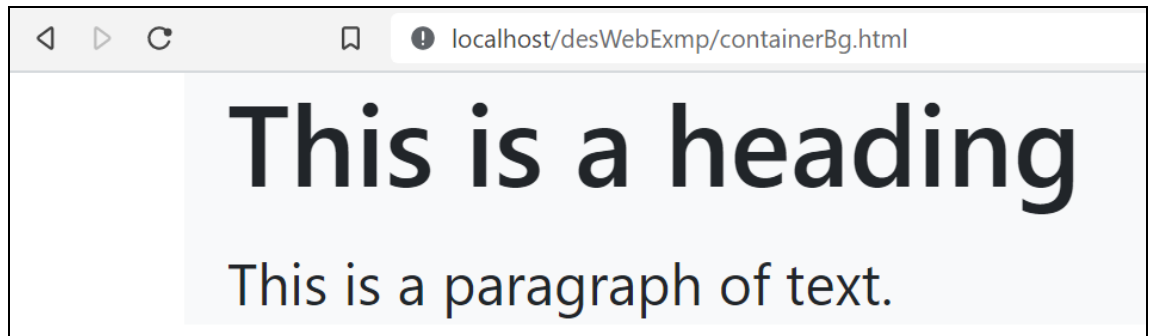 localhost/desWebExmp/containerBg.html
This is a heading
This is a paragraph of text.